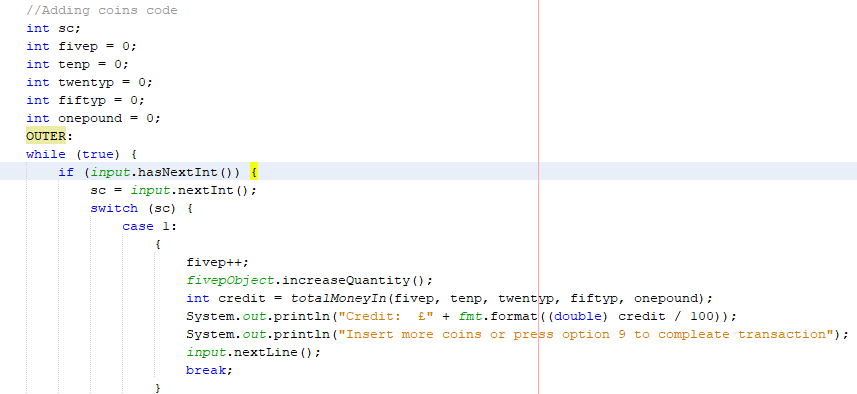 //Adding coins code
int sc;
int fivep = 0;
int tenp = 0;
int twentyp = 0;
int fiftyp = 0;
int onepound = 0;
OUTER:
while (true) {
if (input.hasNextInt()) {
sc = input.nextInt();
switch (sc) {
case 1:
{
fivep++;
fivepObject.increaseQuantity();
int credit = totalMoneyIn(fivep, tenp, twentyp, fiftyp, onepound);
System.out.println("Credit:  £" + fmt.format((double) credit / 100));
System.out.println("Insert more coins or press option 9 to compleate transaction");
input.nextLine();
break;
}